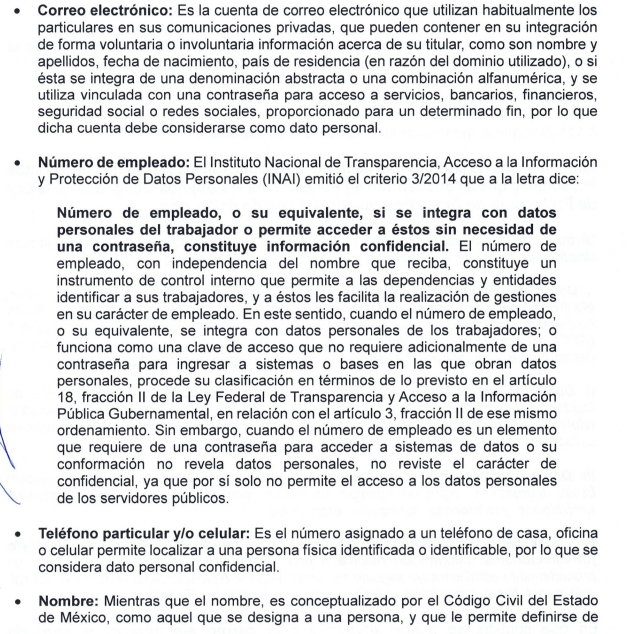 • Correo electrónico: Es la cuenta de correo electrónico que utilizan habitualmente los
particulares en sus comunicaciones privadas, que pueden contener en su integración
de forma voluntaria o involuntaria información acerca de su titular, como son nombre y
apellidos, fecha de nacimiento, país de residencia (en razón del dominio utilizado), o si
ésta se integra de una denominación abstracta o una combinación alfanumérica, y se
utiliza vinculada con una contraseña para acceso a servicios, bancarios, financieros,
seguridad social o redes sociales, proporcionado para un determinado fin, por lo que
dicha cuenta debe considerarse como dato personal.
• Número de empleado: El Instituto Nacional de Transparencia, Acceso a la Información
y Protección de Datos Personales (INAI) emitió el criterio 3/2014 que a la letra dice:
Número de empleado, o su equivalente, si se integra con datos
personales del trabajador o permite acceder a éstos sin necesidad de
una contraseña, constituye información confidencial. El número de
empleado, con independencia del nombre que reciba, constituye un
instrumento de control interno que permite a las dependencias y entidades
identificar a sus trabajadores, y a éstos les facilita la realización de gestiones
en su carácter de empleado. En este sentido, cuando el número de empleado,
o su equivalente, se integra con datos personales de los trabajadores; o
funciona como una clave de acceso que no requiere adicionalmente de una
contraseña para ingresar a sistemas o bases en las que obran datos
personales, procede su clasificación en términos de lo previsto en el artículo
18, fracción II de la Ley Federal de Transparencia y Acceso a la Información
Pública Gubernamental, en relación con el artículo 3, fracción II de ese mismo
ordenamiento. Sin embargo, cuando el número de empleado es un elemento
que requiere de una contraseña para acceder a sistemas de datos o su
conformación no revela datos personales, no reviste el carácter de
confidencial, ya que por sí solo no permite el acceso a los datos personales
de los servidores públicos.
• Teléfono particular y/o celular: Es el número asignado a un teléfono de casa, oficina
o celular permite localizar a una persona física identificada o identificable, por lo que se
considera dato personal confidencial.
• Nombre: Mientras que el nombre, es conceptualizado por el Código Civil del Estado
de México, como aquel que se designa a una persona, y que le permite definirse de